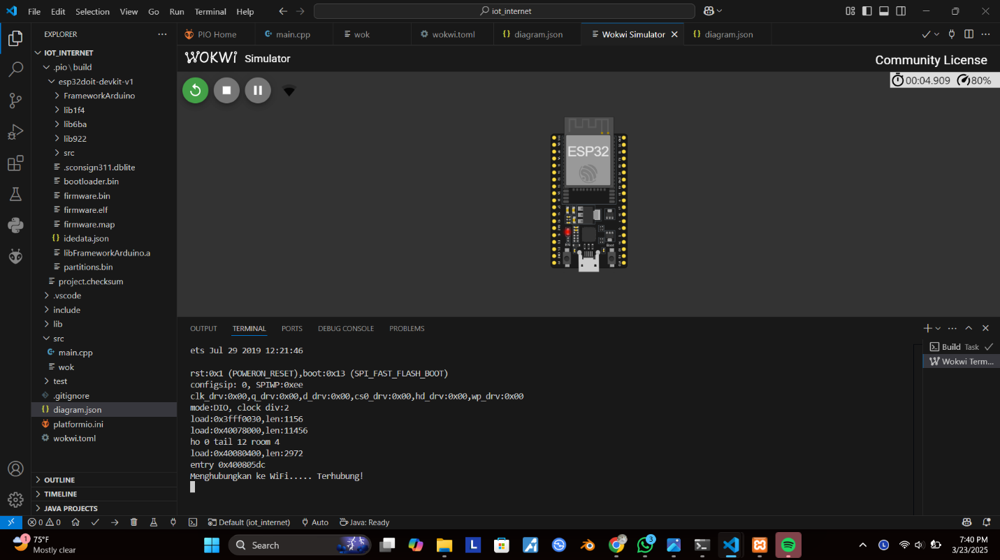 File Edit Selection View Go Run Terminal Help
iot_internet
EXPLORER
IOT_INTERNET
.pio \ build
esp32doit-devkit-v1
FrameworkArduino
lib1f4
lib6ba
lib922
src
.sconsign311.dblite
bootloader.bin
firmware.bin
firmware.elf
firmware.map
idedata.json
libFrameworkArduino.a
partitions.bin
project.checksum
.vscode
include
lib
src
main.cpp
wok
test
.gitignore
diagram.json
platformio.ini
wokwi.toml
OUTLINE
TIMELINE
JAVA PROJECTS
PIO Home main.cpp wok wokwi.toml diagram.json Wokwi Simulator diagram.json
WOKWi Simulator
Community License
00:04.909 80%
ESP32
Boot
OUTPUT TERMINAL PORTS DEBUG CONSOLE PROBLEMS
Build Task
Wokwi Term...
ets Jul 29 2019 12:21:46
rst:0x1 (POWERON_RESET),boot:0x13 (SPI_FAST_FLASH_BOOT)
configsip: 0, SPIWP:0xee
clk_drv:0x00,q_drv:0x00,d_drv:0x00,cs0_drv:0x00,hd_drv:0x00,wp_drv:0x00
mode:DIO, clock div:2
load:0x3fff0030,len:1156
load:0x40078000,len:11456
ho 0 tail 12 room 4
load:0x40080400,len:2972
entry 0x400805dc
Menghubungkan ke WiFi..... Terhubung!
0 0 Default (iot_internet) Auto Java: Ready
1 75°F
Mostly clear
Search
L
3
L
7:40 PM
3/23/2025